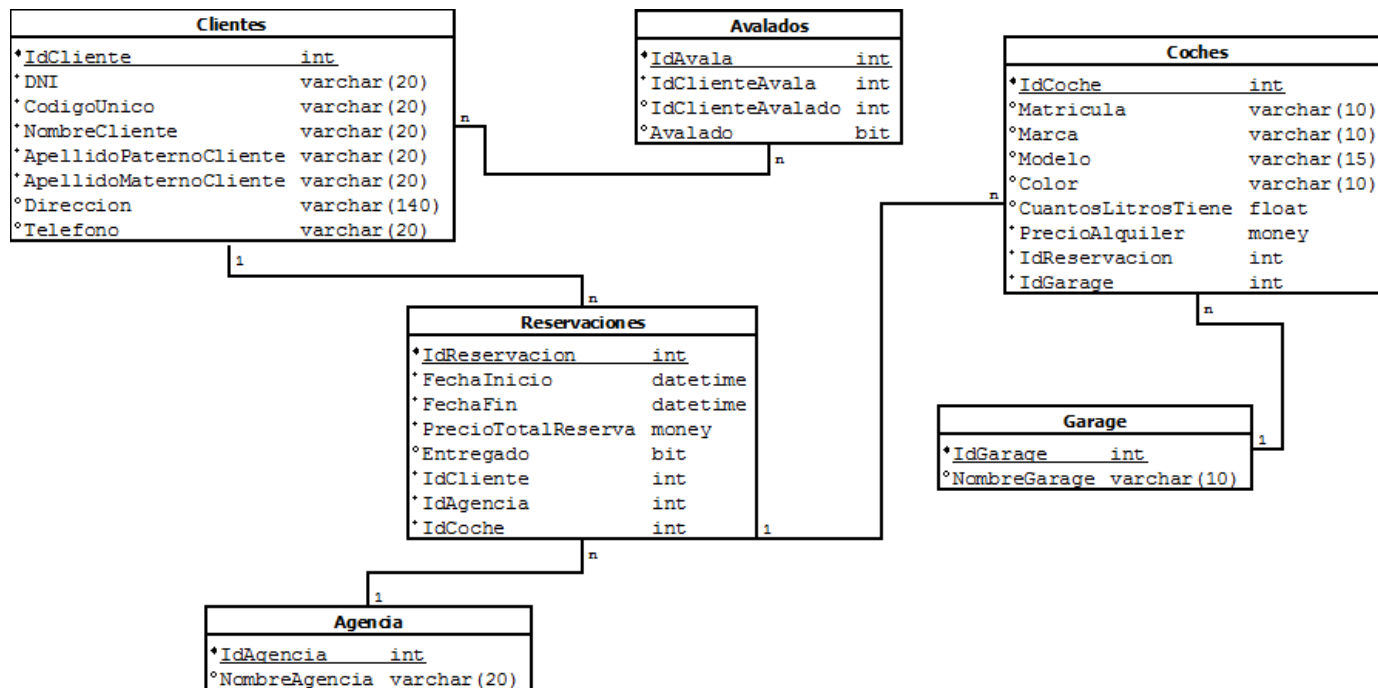 Clientes
IdCliente int
DNI varchar(20)
CodigoUnico varchar(20)
NombreCliente varchar(20)
ApellidoPaternoCliente varchar(20)
ApellidoMaternoCliente varchar(20)
Direccion varchar(140)
Telefono varchar(20)
n
1
Avalados
IdAvala int
IdClienteAvala int
IdClienteAvalado int
Avalado bit
n
Coches
IdCoche int
Matricula varchar(10)
Marca varchar(10)
Modelo varchar(15)
Color varchar(10)
CuantosLitrosTiene float
PrecioAlquiler money
IdReservacion int
IdGarage int
n
n
n
Reservaciones
IdReservacion int
FechaInicio datetime
FechaFin datetime
PrecioTotalReserva money
Entregado bit
IdCliente int
IdAgencia int
IdCoche int
1
n
Garage
IdGarage int
NombreGarage varchar(10)
1
1
Agencia
IdAgencia int
NombreAgencia varchar(20)